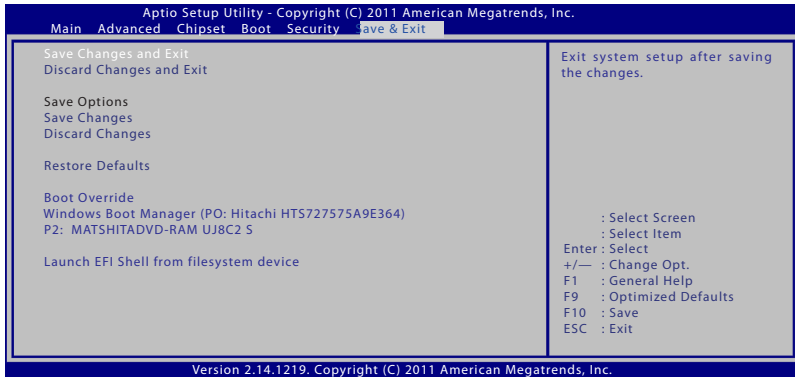 Aptio Setup Utility - Copyright (C) 2011 American Megatrends, Inc.
Main Advanced Chipset Boot Security Save & Exit
Save Changes and Exit
Discard Changes and Exit
Save Options
Save Changes
Discard Changes
Restore Defaults
Boot Override
Windows Boot Manager (PO: Hitachi HTS727575A9E364)
P2: MATSHITADVD-RAM UJ8C2 S
Launch EFI Shell from filesystem device
Exit system setup after saving
the changes.
: Select Screen
: Select Item
Enter : Select
+/— : Change Opt.
F1 : General Help
F9 : Optimized Defaults
F10 : Save
ESC : Exit
Version 2.14.1219. Copyright (C) 2011 American Megatrends, Inc.